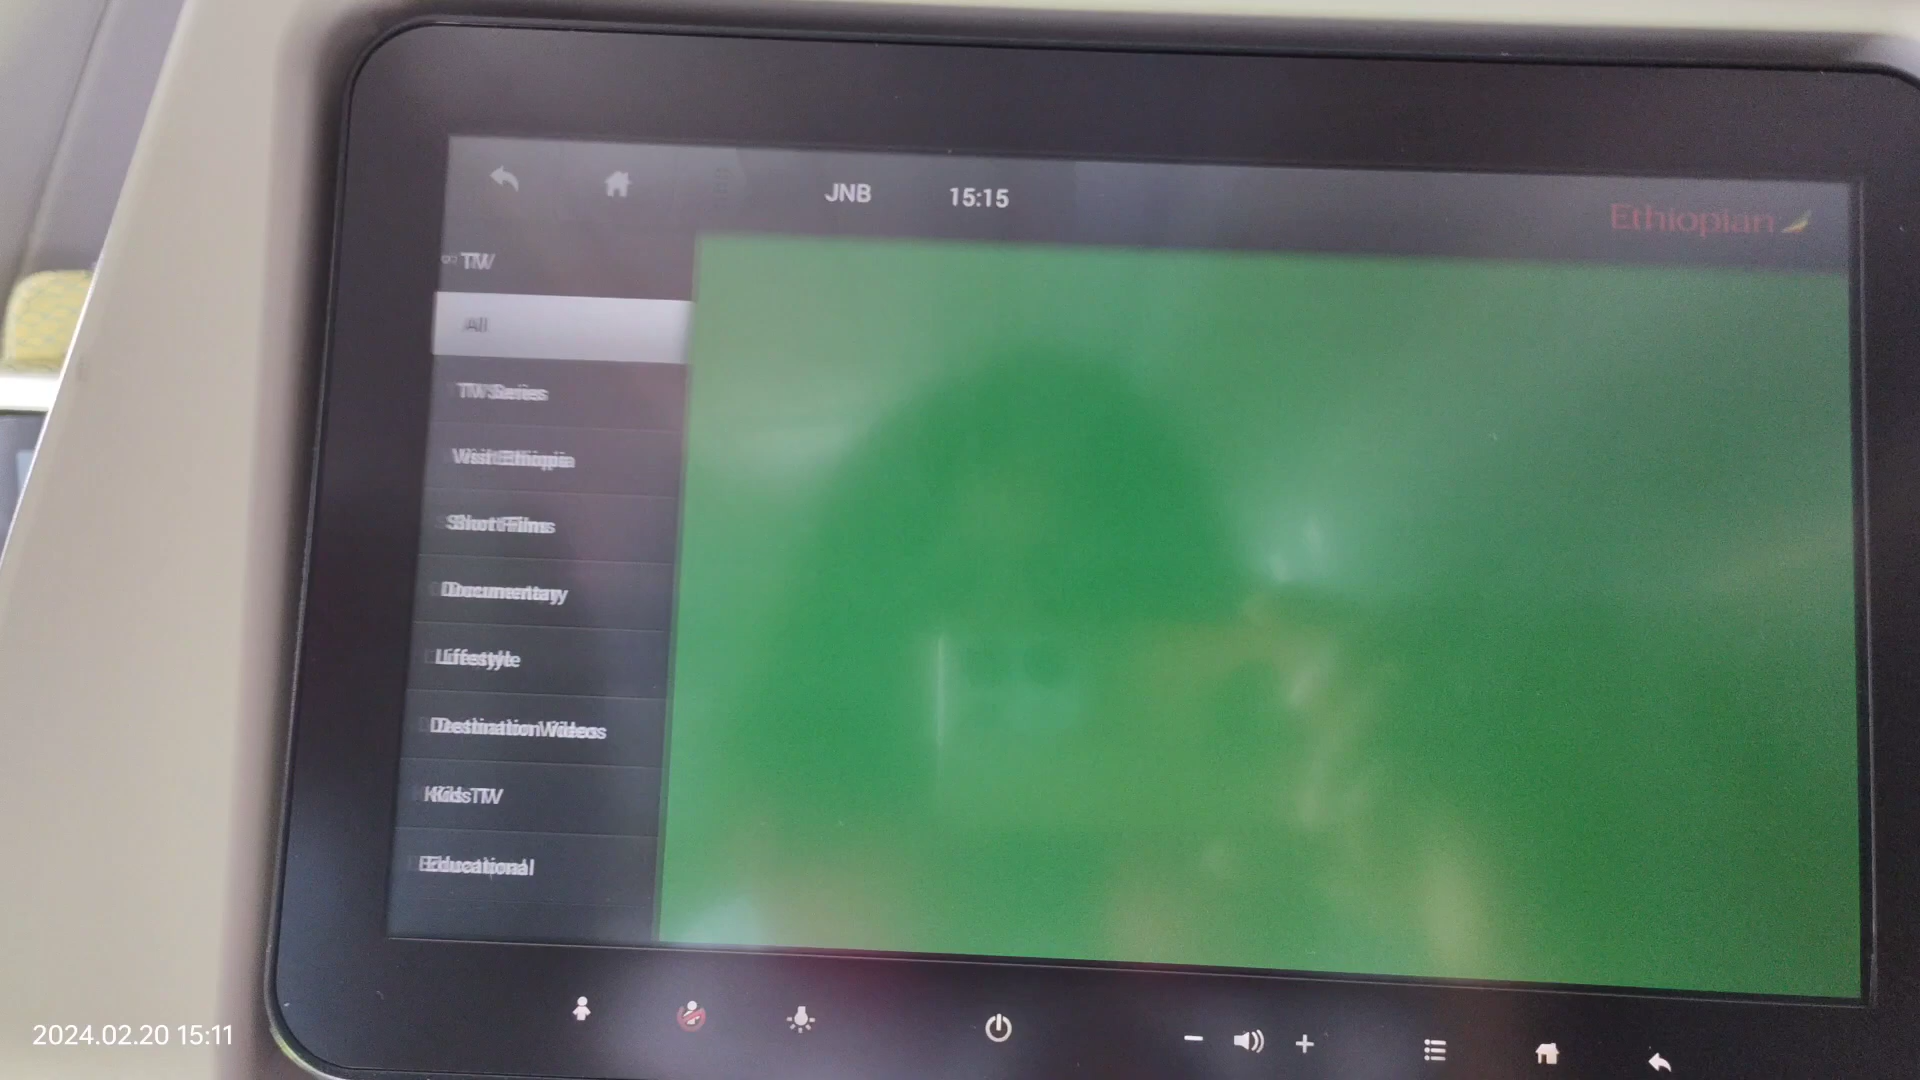 JNB 15:15
Ethiopian
TV
All
TV Series
Visit Ethiopia
Short Films
Documentary
Lifestyle
Destination Videos
Kids TV
Educational
2024.02.20 15:11